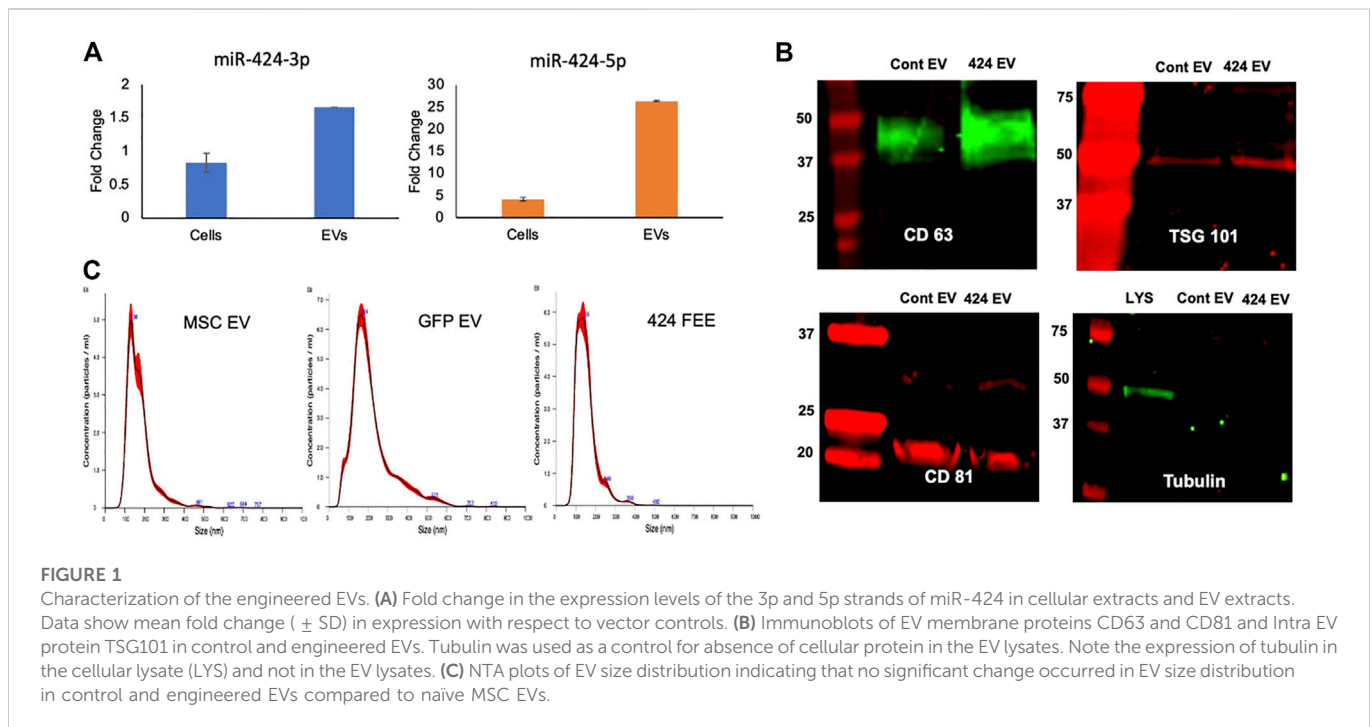 A
miR-424-3p
miR-424-5p
Fold Change
2
1.5
1
0.5
0
Cells
EVs
Fold Change
30
25
20
15
10
5
0
Cells
EVs
B
Cont EV 424 EV
50
37
25
CD 63
Cont EV 424 EV
75
50
37
TSG 101
Cont EV 424 EV
37
25
20
CD 81
LYS Cont EV 424 EV
75
50
37
Tubulin
C
MSC EV
Concentration (particles / ml)
Size (nm)
GFP EV
Concentration (particles / ml)
Size (nm)
424 FEE
Concentration (particles / ml)
Size (nm)
FIGURE 1
Characterization of the engineered EVs. (A) Fold change in the expression levels of the 3p and 5p strands of miR-424 in cellular extracts and EV extracts.
Data show mean fold change ( ± SD) in expression with respect to vector controls. (B) Immunoblots of EV membrane proteins CD63 and CD81 and Intra EV
protein TSG101 in control and engineered EVs. Tubulin was used as a control for absence of cellular protein in the EV lysates. Note the expression of tubulin in
the cellular lysate (LYS) and not in the EV lysates. (C) NTA plots of EV size distribution indicating that no significant change occurred in EV size distribution
in control and engineered EVs compared to naïve MSC EVs.